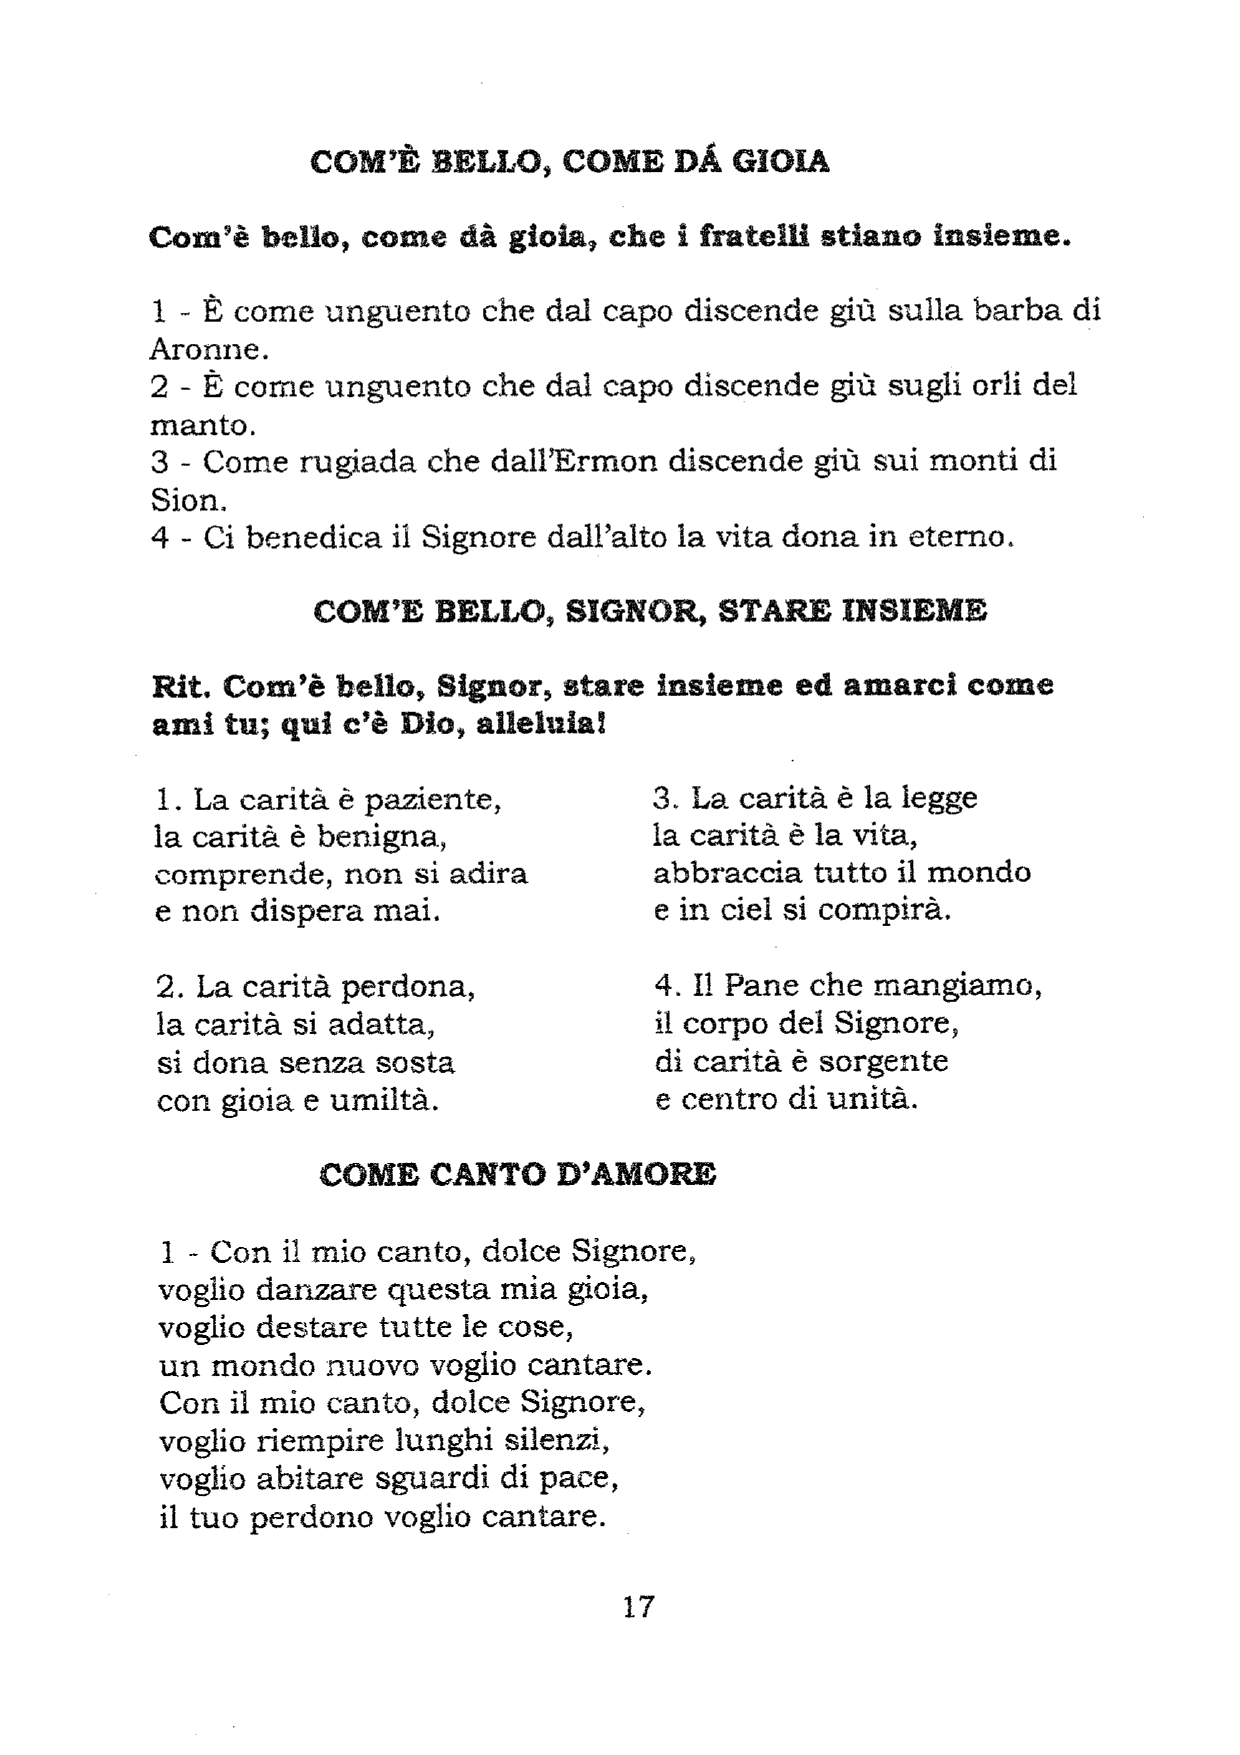 COM'È BELLO, COME DÁ GIOIA
Com'è bello, come dà gioia, che i fratelli stiano insieme.
1 - È come unguento che dal capo discende giù sulla barba di
Aronne.
2 - È come unguento che dal capo discende giù sugli orli del
manto.
3 - Come rugiada che dall'Ermon discende giù sui monti di
Sion.
4 - Ci benedica il Signore dall'alto la vita dona in eterno.
COM'E BELLO, SIGNOR, STARE INSIEME
Rit. Com'è bello, Signor, stare insieme ed amarci come
ami tu; qui c'è Dio, alleluia!
1. La carità è paziente,
la carità è benigna,
comprende, non si adira
e non dispera mai.
2. La carità perdona,
la carità si adatta,
si dona senza sosta
con gioia e umiltà.
3. La carità è la legge
la carità è la vita,
abbraccia tutto il mondo
e in ciel si compirà.
4. Il Pane che mangiamo,
il corpo del Signore,
di carità è sorgente
e centro di unità.
COME CANTO D'AMORE
1 - Con il mio canto, dolce Signore,
voglio danzare questa mia gioia,
voglio destare tutte le cose,
un mondo nuovo voglio cantare.
Con il mio canto, dolce Signore,
voglio riempire lunghi silenzi,
voglio abitare sguardi di pace,
il tuo perdono voglio cantare.
17